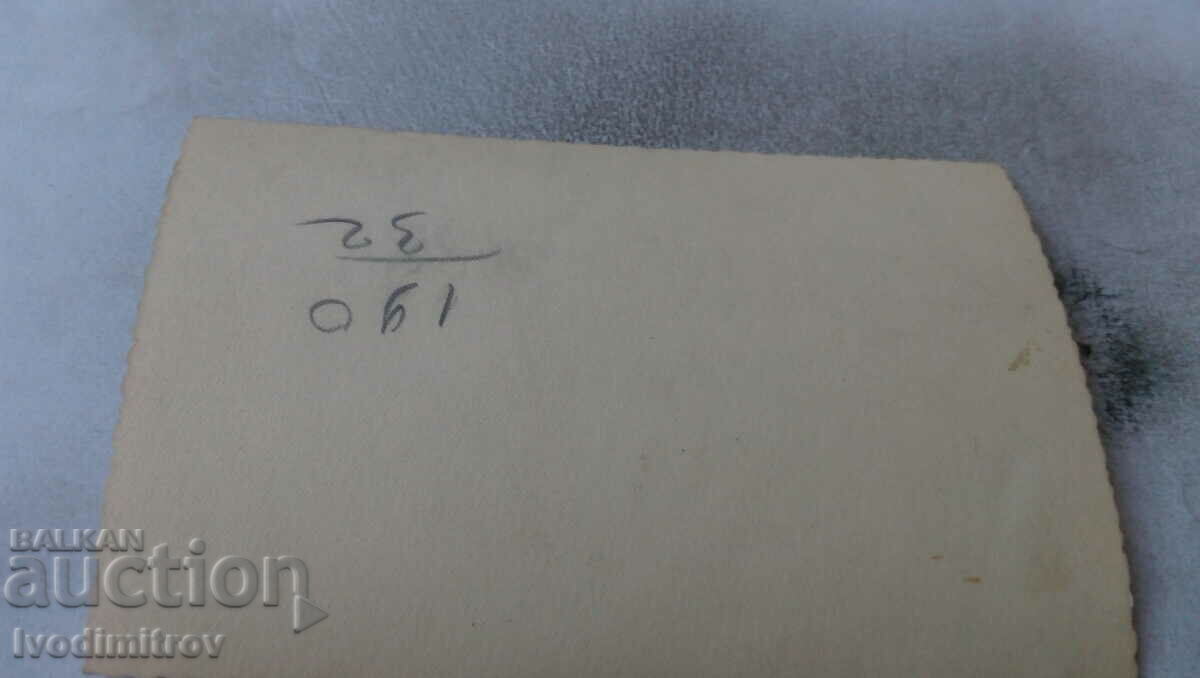 190
32
BALKAN
auction
Ivodimitrov